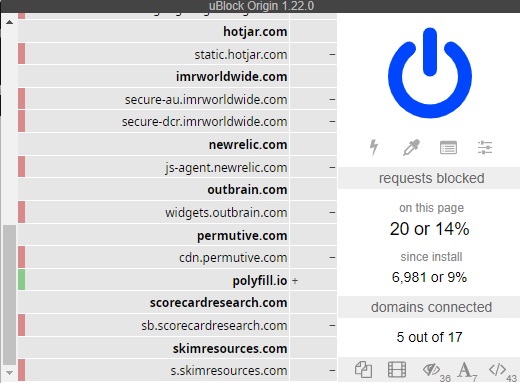 uBlock Origin 1.22.0
hotjar.com
static.hotjar.com –
imrworldwide.com
secure-au.imrworldwide.com –
secure-dcr.imrworldwide.com –
newrelic.com
js-agent.newrelic.com –
outbrain.com
widgets.outbrain.com –
permutive.com
cdn.permutive.com –
polyfill.io +
scorecardresearch.com
sb.scorecardresearch.com –
skimresources.com
s.skimresources.com –
requests blocked
on this page
20 or 14%
since install
6,981 or 9%
domains connected
5 out of 17
36
A 7
</> 43